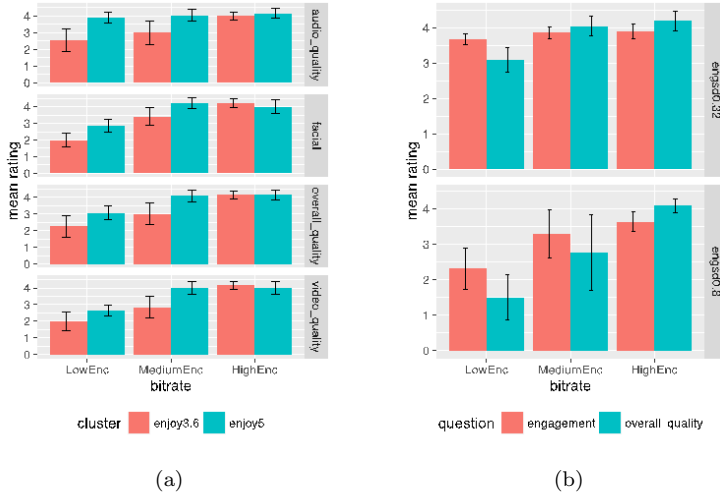 mean rating
4
3
2
1
0
audio_quality
4
3
2
1
0
facial
4
3
2
1
0
overall_quality
4
3
2
1
0
video_quality
LowEnc MediumEnc HighEnc
bitrate
cluster enjoy3.6 enjoy5
(a)
mean rating
4
3
2
1
0
engsd0.32
4
3
2
1
0
engsd0.8
LowEnc MediumEnc HighEnc
bitrate
question engagement overall_quality
(b)